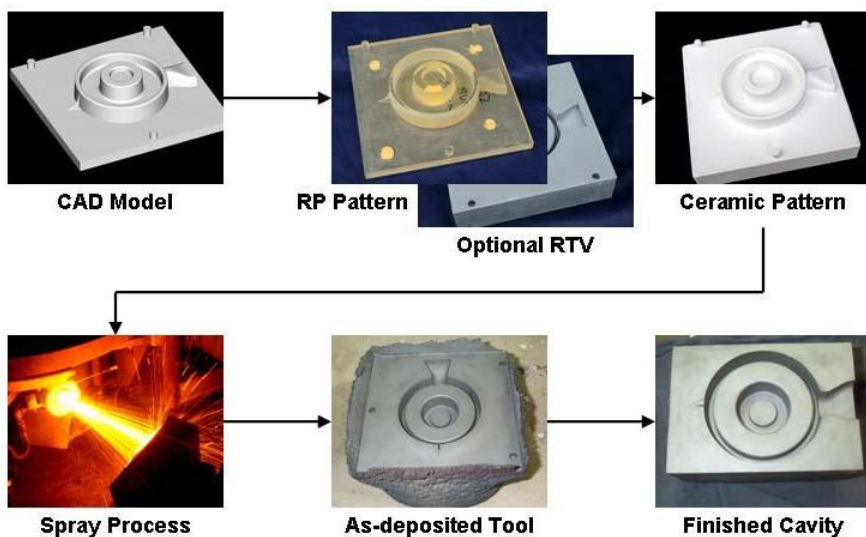 CAD Model
RP Pattern
Optional RTV
Ceramic Pattern
Spray Process
As-deposited Tool
Finished Cavity